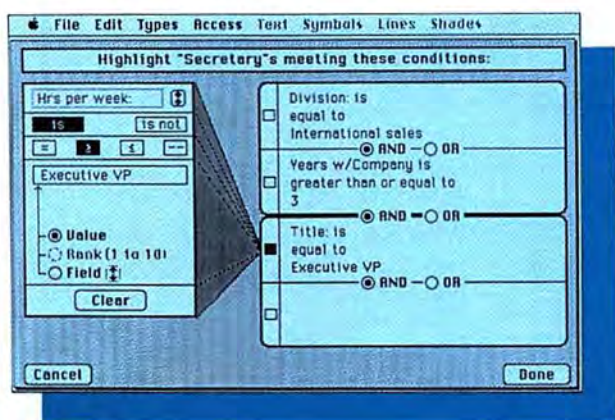 File Edit Types Access Text Symbols Lines Shades
Highlight "Secretary"s meeting these conditions:
Hrs per week:
is is not
= ≥ ≤ --
Executive VP
Value
Rank (1 to 10)
Field
Clear
Division: is
equal to
International sales
AND OR
Years w/Company is
greater than or equal to
3
AND OR
Title: is
equal to
Executive VP
AND OR
Cancel
Done